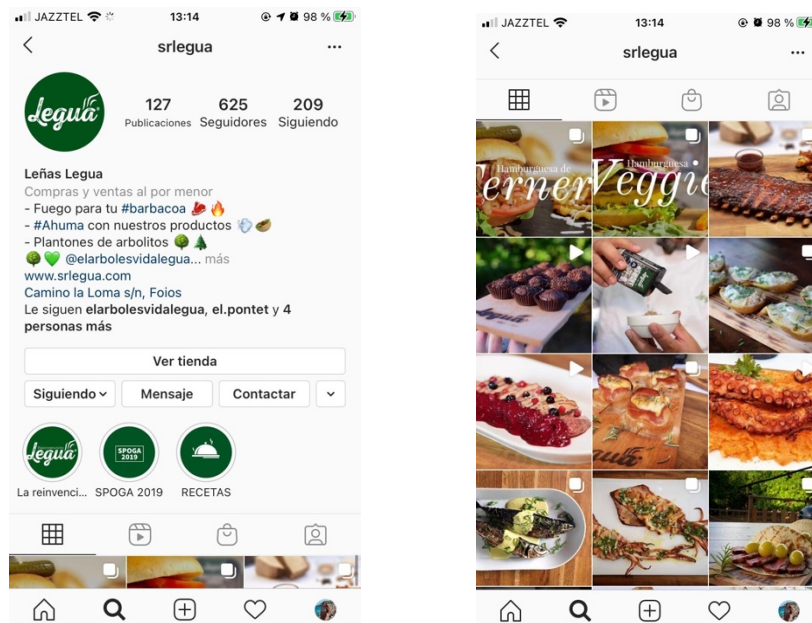 JAZZTEL 13:14 98 %
srlegua
Legua
127 625 209
Publicaciones Seguidores Siguiendo
Leñas Legua
Compras y ventas al por menor
- Fuego para tu #barbacoa
- #Ahuma con nuestros productos
- Plantones de arbolitos
@elarbolesvidalegua... más
www.srlegua.com
Camino la Loma s/n, Foios
Le siguen elarbolesvidalegua, el.pontet y 4
personas más
Ver tienda
Siguiendo Mensaje Contactar
Legua SPOGA 2019
La reinvenci... SPOGA 2019 RECETAS
JAZZTEL 13:14 98 %
srlegua
Hamburguesa de
Terner
Hamburguesa
Veggie
Legua